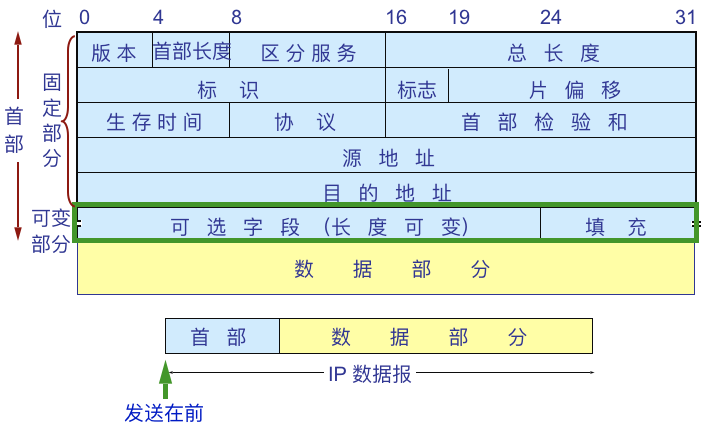 位 0 4 8 16 19 24 31
版本 首部长度 区分服务 总长度
标识 标志 片偏移
生存时间 协议 首部检验和
源地址
目的地址
可选字段（长度可变） 填充
数据部分
首部
固定部分
可变部分
首部 数据部分
IP 数据报
发送在前